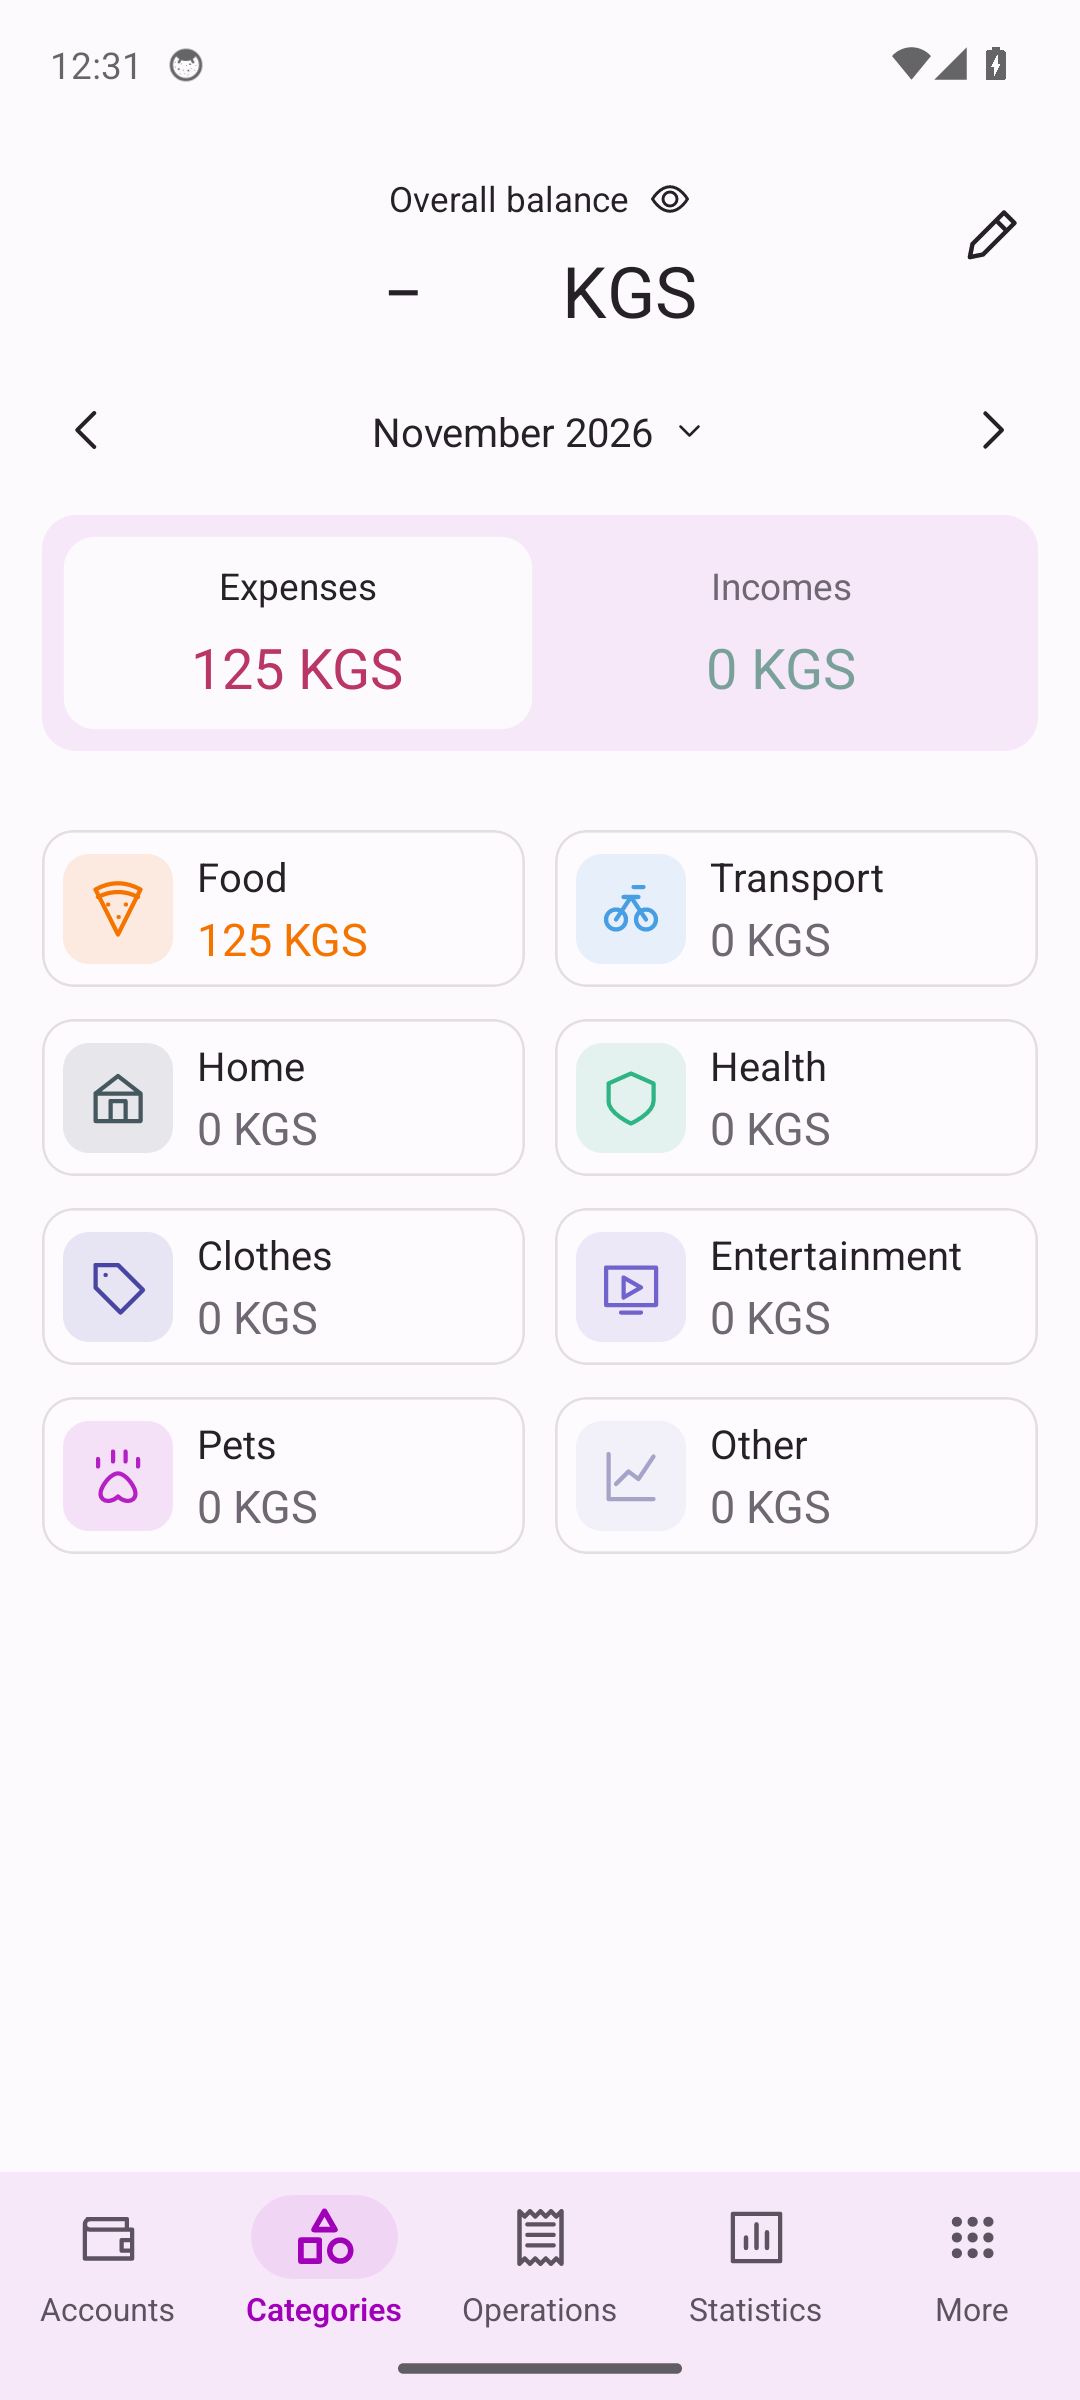 12:31
Overall balance
– KGS
November 2026
Expenses
125 KGS
Incomes
0 KGS
Food
125 KGS
Transport
0 KGS
Home
0 KGS
Health
0 KGS
Clothes
0 KGS
Entertainment
0 KGS
Pets
0 KGS
Other
0 KGS
Accounts
Categories
Operations
Statistics
More